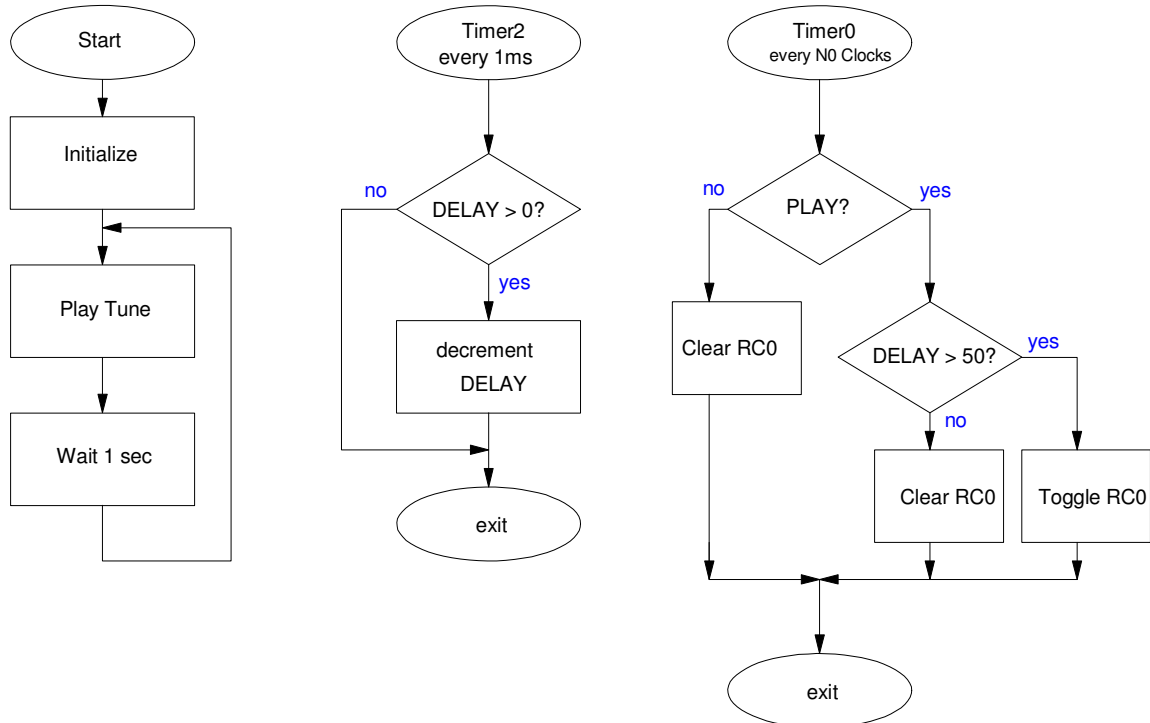 Start
Initialize
Play Tune
Wait 1 sec
Timer2
every 1ms
no
DELAY > 0?
yes
decrement
DELAY
exit
Timer0
every N0 Clocks
no
yes
PLAY?
Clear RC0
DELAY > 50?
yes
no
Clear RC0
Toggle RC0
exit